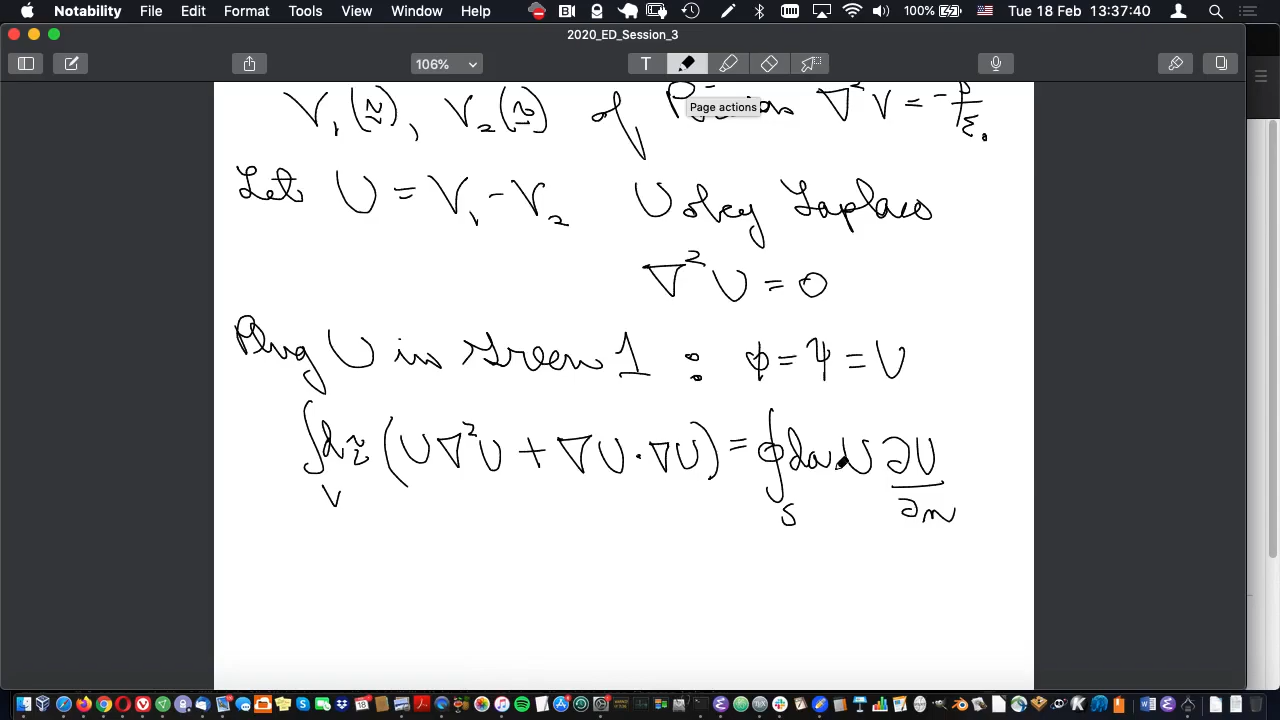 Notability File Edit Format Tools View Window Help 100% Tue 18 Feb 13:37:40
2020_ED_Session_3
106%
T
Page actions
V₁(r), V₂(r) of ∇²V = -ρ/ε₀
Let U = V₁ - V₂ U obey Laplace
∇²U = 0
Plug U in Green 1 : φ = ψ = U
∫_V dr (U∇²U + ∇U·∇U) = ∮_S da U ∂U/∂n